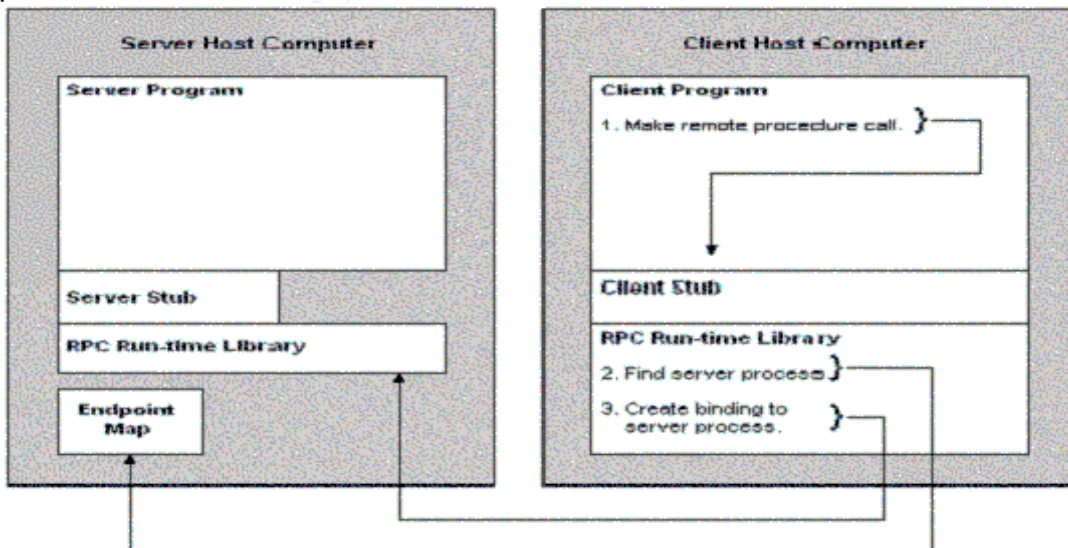 Server Host Computer
Server Program
Server Stub
RPC Run-time Library
Endpoint
Map
Client Host Computer
Client Program
1. Make remote procedure call.
Client Stub
RPC Run-time Library
2. Find server process
3. Create binding to
server process.